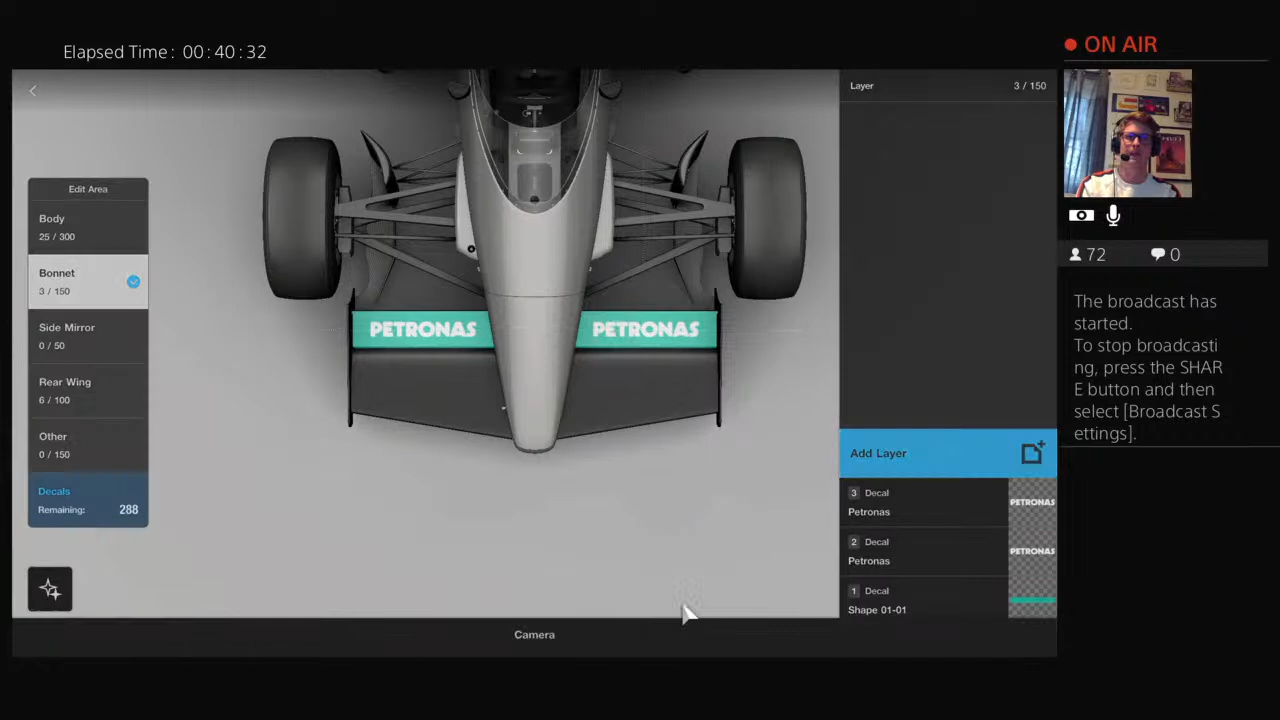 Elapsed Time: 00:40:32
ON AIR
Layer 3 / 150
Edit Area
Body
25 / 300
Bonnet
3 / 150
Side Mirror
0 / 50
Rear Wing
6 / 100
Other
0 / 150
Decals
Remaining: 288
PETRONAS PETRONAS
Add Layer
3 Decal
Petronas
PETRONAS
2 Decal
Petronas
PETRONAS
1 Decal
Shape 01-01
Camera
72 0
The broadcast has
started.
To stop broadcasti
ng, press the SHAR
E button and then
select [Broadcast S
ettings].